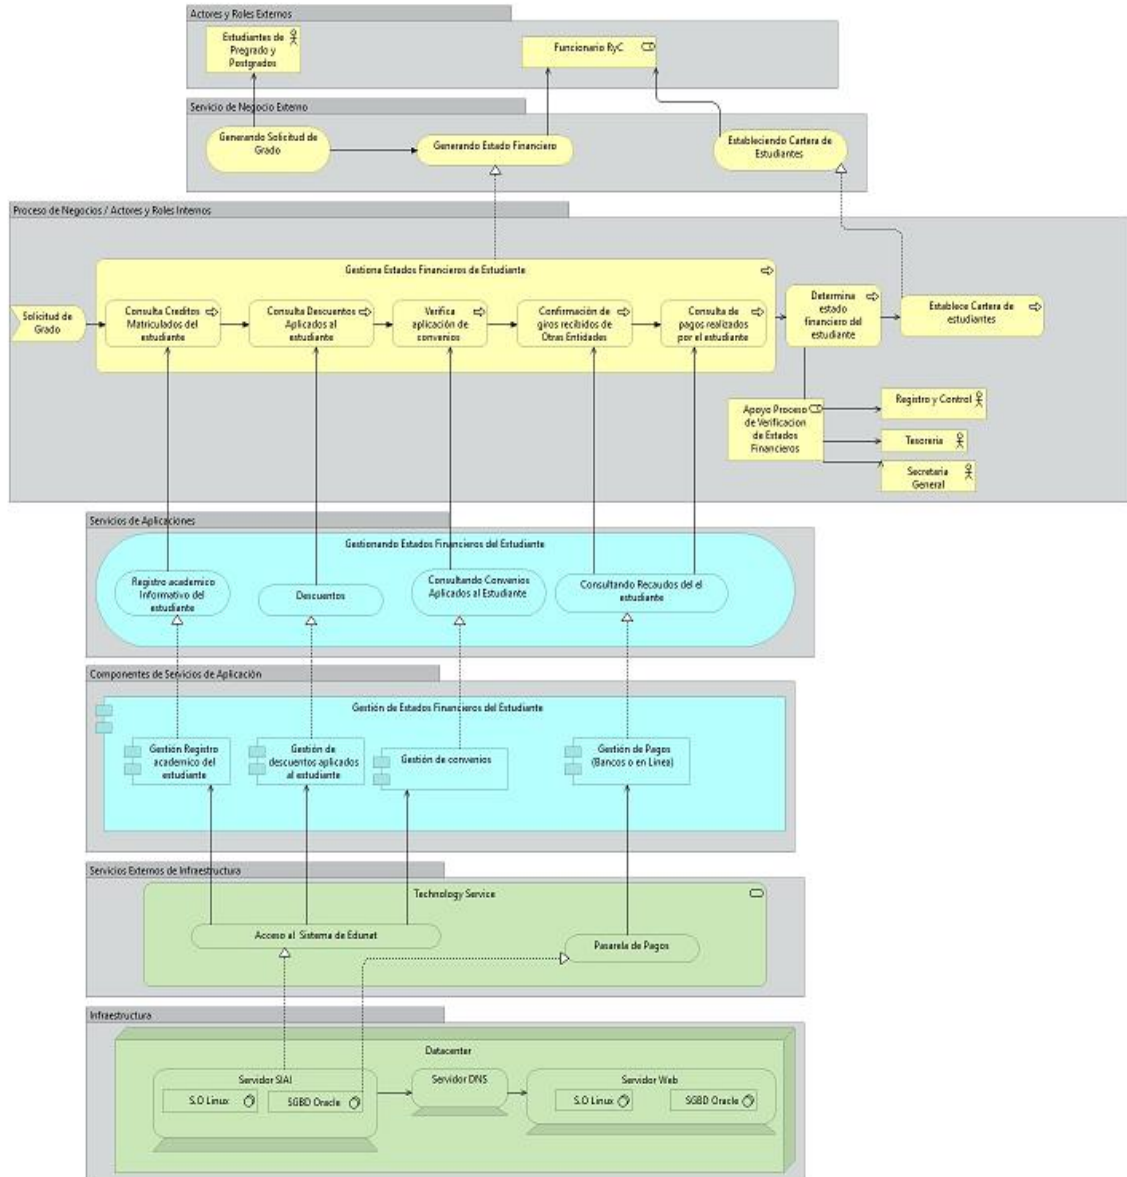 Actores y Roles Externos
Estudiantes de
Pregrado y
Postgrados
Funcionario RyC
Servicio de Negocio Externo
Generando Solicitud de
Grado
Generando Estado Financiero
Estableciendo Cartera de
Estudiantes
Proceso de Negocios / Actores y Roles Internos
Solicitud de
Grado
Gestiona Estados Financieros de Estudiante
Consulta Creditos
Matriculados del
estudiante
Consulta Descuentos
Aplicados al
estudiante
Verifica
aplicación de
convenios
Confirmación de
giros recibidos de
Otras Entidades
Consulta de
pagos realizados
por el estudiante
Determina
estado
financiero del
estudiante
Establece Cartera de
estudiantes
Apoyo Proceso
de Verificacion
de Estados
Financieros
Registro y Control
Tesoreria
Secretaria
General
Servicios de Aplicaciones
Gestionando Estados Financieros del Estudiante
Registro academico
Informativo del
estudiante
Descuentos
Consultando Convenios
Aplicados al Estudiante
Consultando Recaudos del el
estudiante
Componentes de Servicios de Aplicación
Gestión de Estados Financieros del Estudiante
Gestión Registro
academico del
estudiante
Gestión de
descuentos aplicados
al estudiante
Gestión de convenios
Gestión de Pagos
(Bancos o en Linea)
Servicios Externos de Infraestructura
Technology Service
Acceso al Sistema de Edunat
Pasarela de Pagos
Infraestructura
Datacenter
Servidor SIAI
S.O Linux
SGBD Oracle
Servidor DNS
Servidor Web
S.O Linux
SGBD Oracle